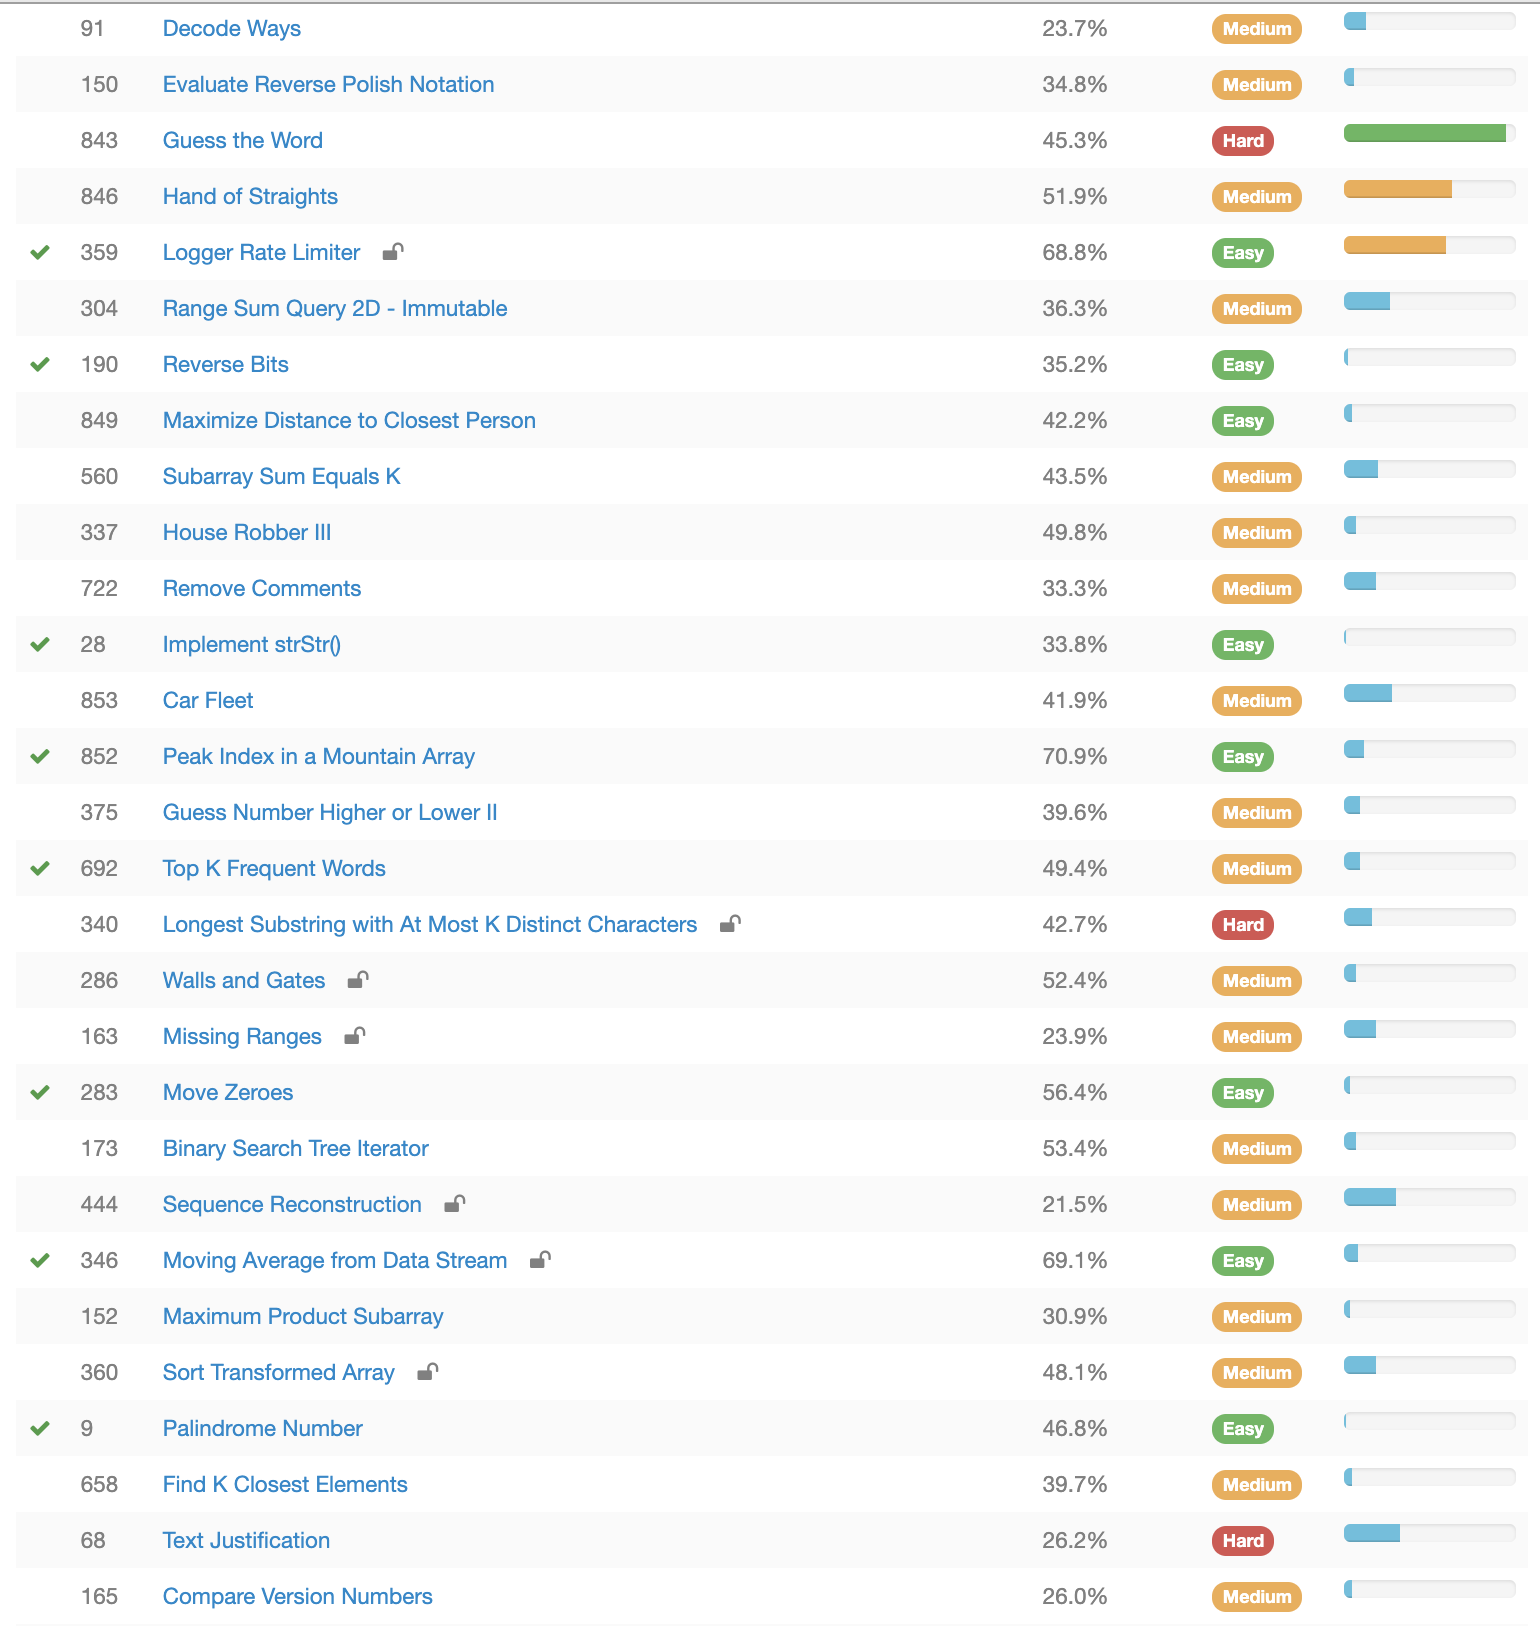 91 Decode Ways 23.7% Medium
150 Evaluate Reverse Polish Notation 34.8% Medium
843 Guess the Word 45.3% Hard
846 Hand of Straights 51.9% Medium
359 Logger Rate Limiter 68.8% Easy
304 Range Sum Query 2D - Immutable 36.3% Medium
190 Reverse Bits 35.2% Easy
849 Maximize Distance to Closest Person 42.2% Easy
560 Subarray Sum Equals K 43.5% Medium
337 House Robber III 49.8% Medium
722 Remove Comments 33.3% Medium
28 Implement strStr() 33.8% Easy
853 Car Fleet 41.9% Medium
852 Peak Index in a Mountain Array 70.9% Easy
375 Guess Number Higher or Lower II 39.6% Medium
692 Top K Frequent Words 49.4% Medium
340 Longest Substring with At Most K Distinct Characters 42.7% Hard
286 Walls and Gates 52.4% Medium
163 Missing Ranges 23.9% Medium
283 Move Zeroes 56.4% Easy
173 Binary Search Tree Iterator 53.4% Medium
444 Sequence Reconstruction 21.5% Medium
346 Moving Average from Data Stream 69.1% Easy
152 Maximum Product Subarray 30.9% Medium
360 Sort Transformed Array 48.1% Medium
9 Palindrome Number 46.8% Easy
658 Find K Closest Elements 39.7% Medium
68 Text Justification 26.2% Hard
165 Compare Version Numbers 26.0% Medium